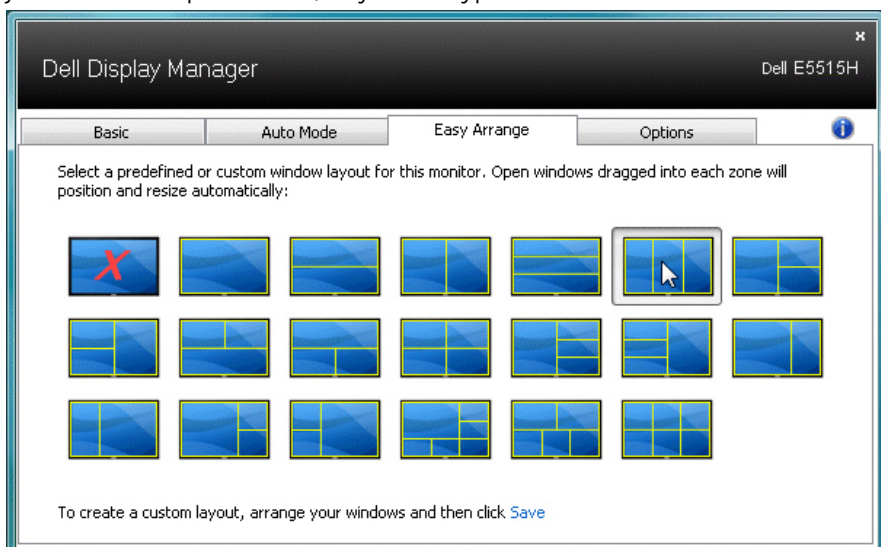 Dell Display Manager
Dell E5515H
Basic
Auto Mode
Easy Arrange
Options
Select a predefined or custom window layout for this monitor. Open windows dragged into each zone will
position and resize automatically:
To create a custom layout, arrange your windows and then click Save